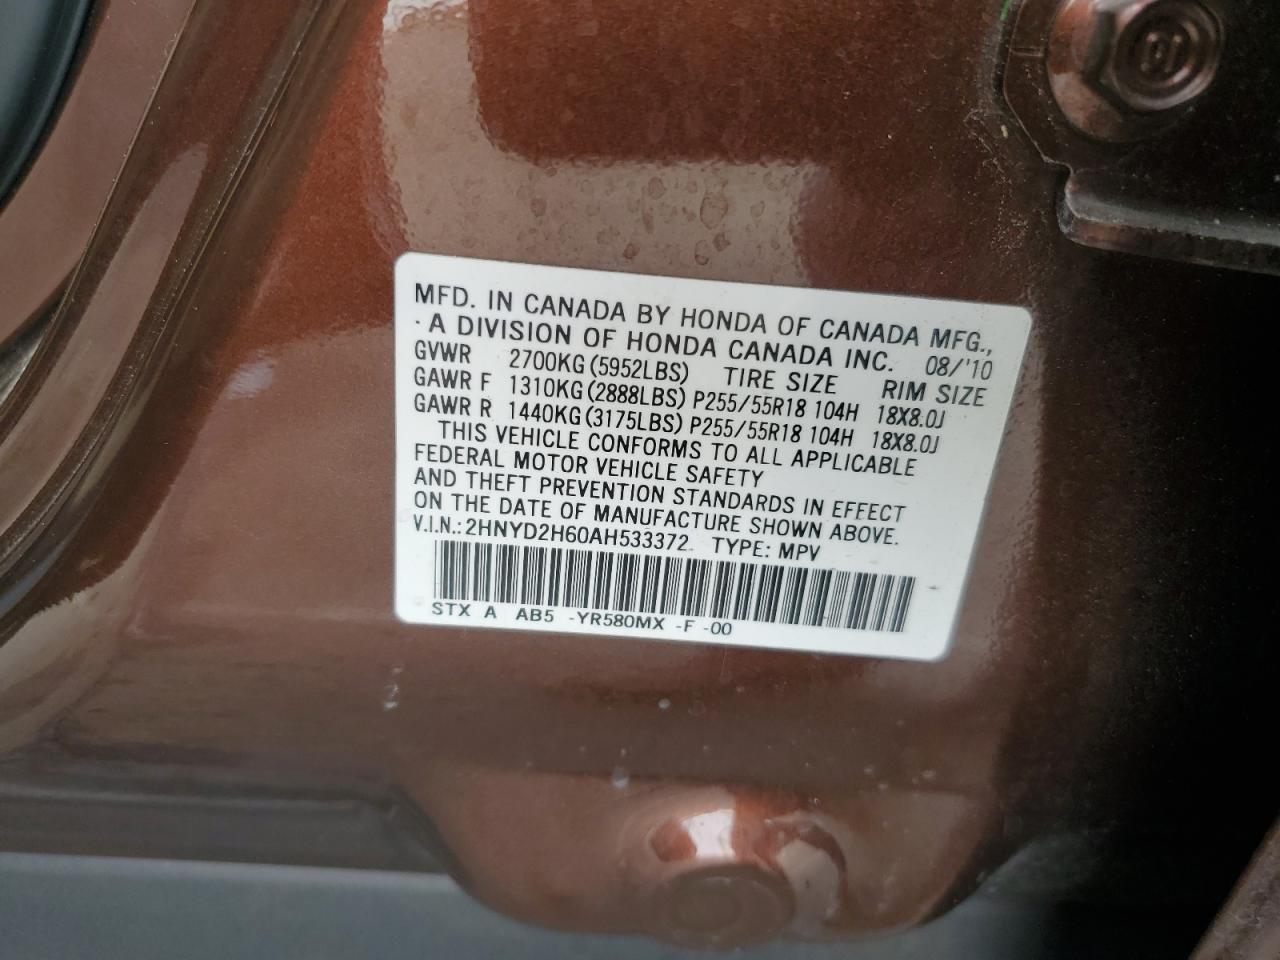 MFD. IN CANADA BY HONDA OF CANADA MFG.,
· A DIVISION OF HONDA CANADA INC. 08/'10
GVWR 2700KG (5952LBS) TIRE SIZE RIM SIZE
GAWR F 1310KG (2888LBS) P255/55R18 104H 18X8.0J
GAWR R 1440KG (3175LBS) P255/55R18 104H 18X8.0J
THIS VEHICLE CONFORMS TO ALL APPLICABLE
FEDERAL MOTOR VEHICLE SAFETY
AND THEFT PREVENTION STANDARDS IN EFFECT
ON THE DATE OF MANUFACTURE SHOWN ABOVE.
V.I.N.: 2HNYD2H60AH533372 TYPE: MPV
STX A AB5 -YR580MX -F -00